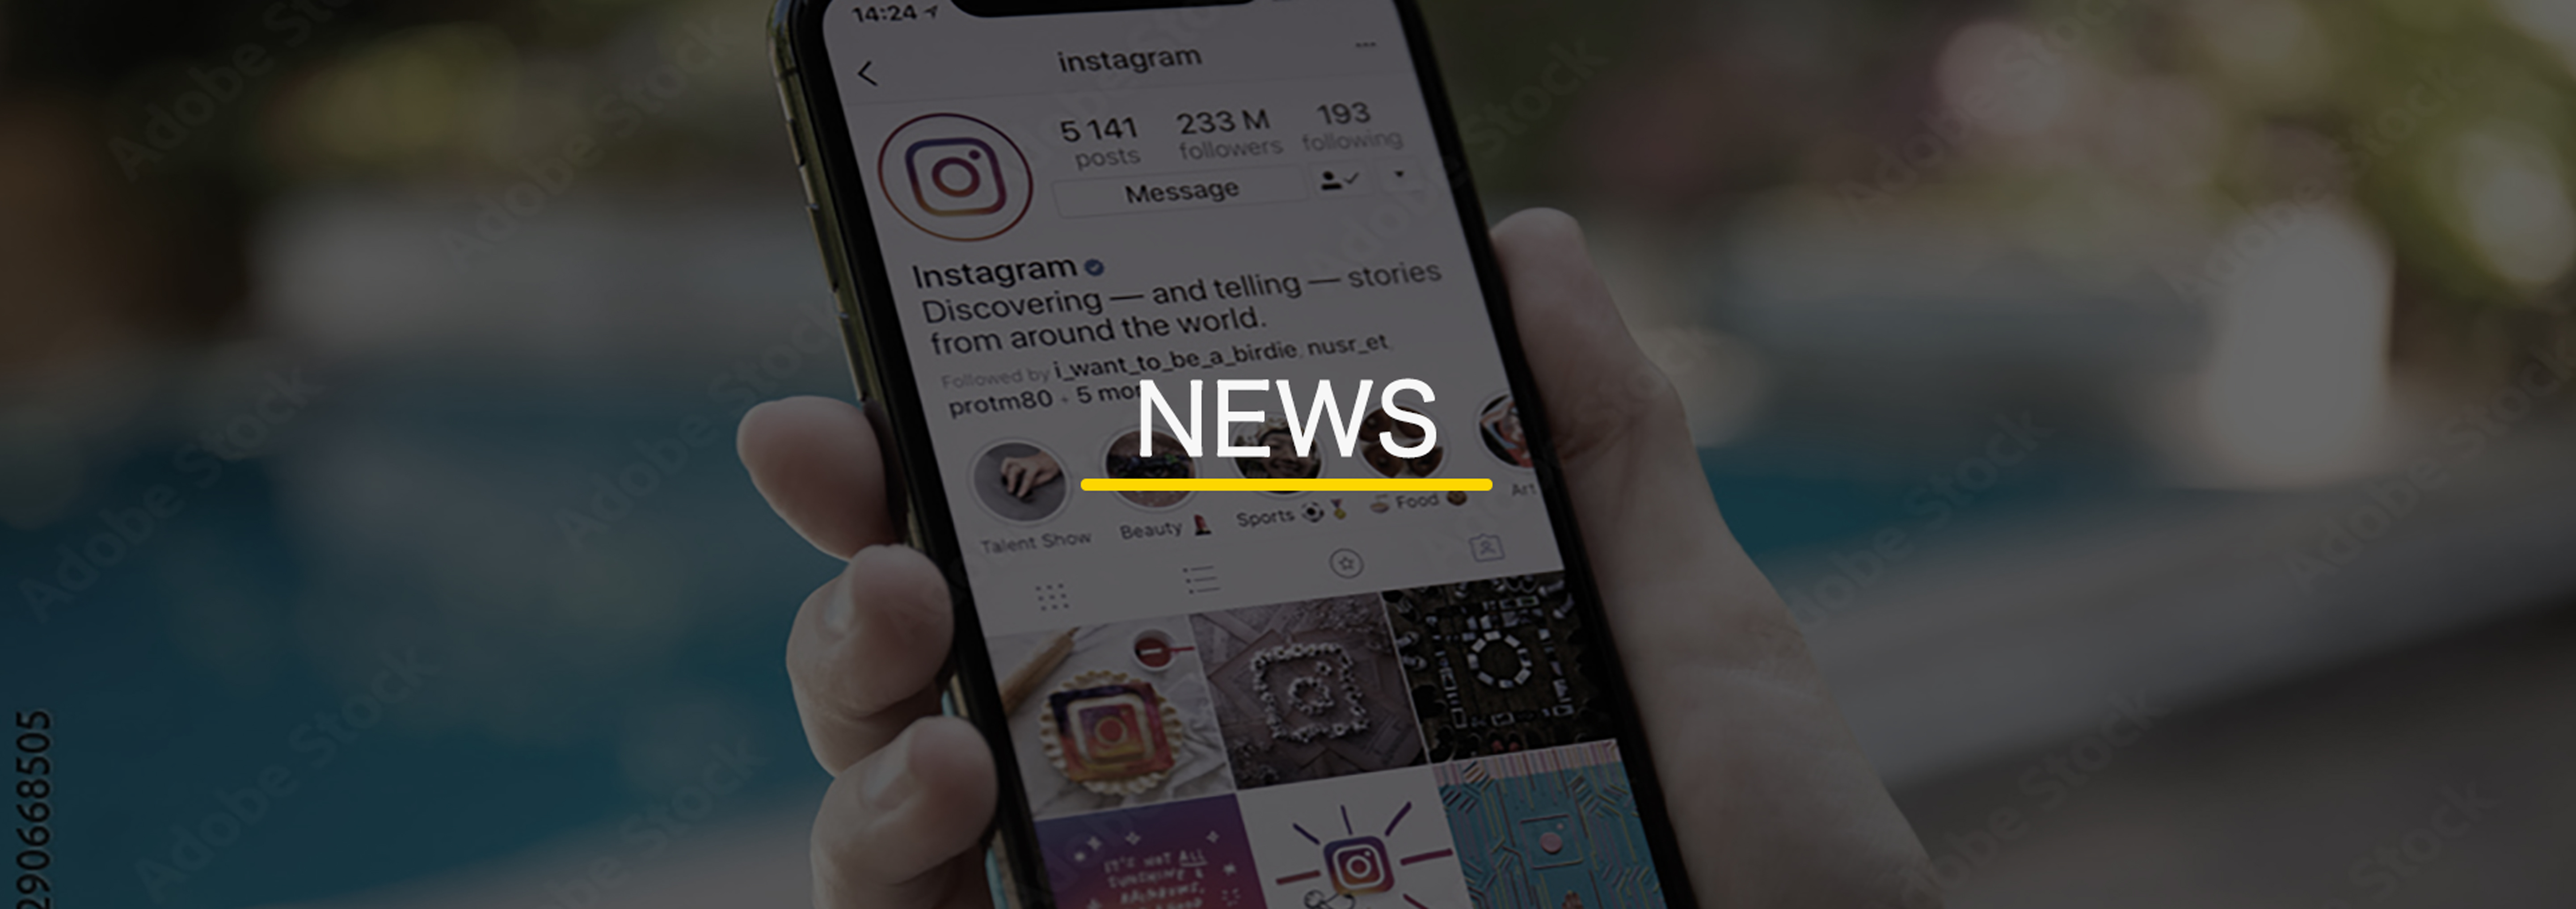 14:24
instagram
5 141 233 M 193
posts followers following
Message
Instagram
Discovering — and telling — stories
from around the world.
Followed by i_want_to_be_a_birdie, nusr_et,
protm80 + 5 mor
NEWS
Talent Show Beauty Sports Food Art
IT'S NOT ALL
SUNSHINE &
RAINBOWS,
290668505
Adobe Stock